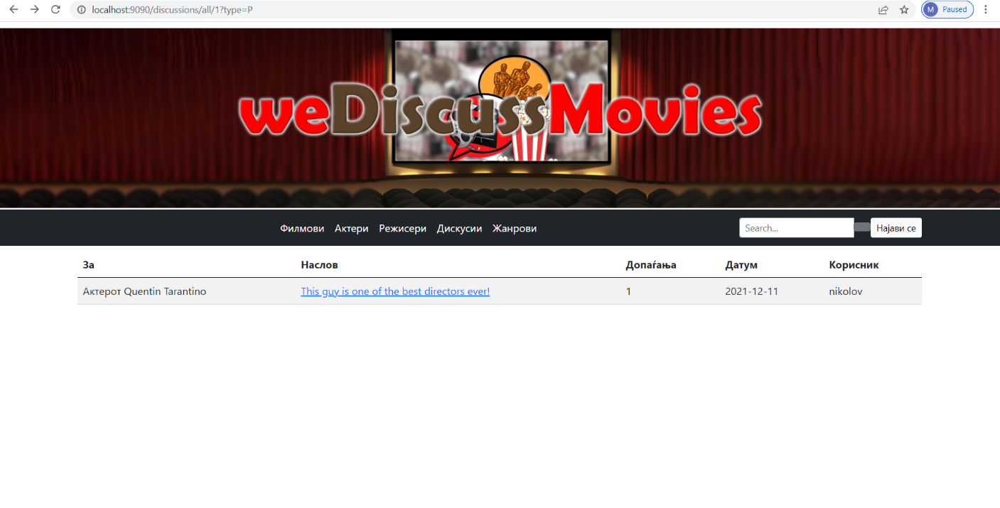 localhost:9090/discussions/all/1?type=P
M Paused
weDiscussMovies
Филмови Актери Режисери Дискусии Жанрови Search... Најави се
За Наслов Допаѓања Датум Корисник
Актерот Quentin Tarantino This guy is one of the best directors ever! 1 2021-12-11 nikolov